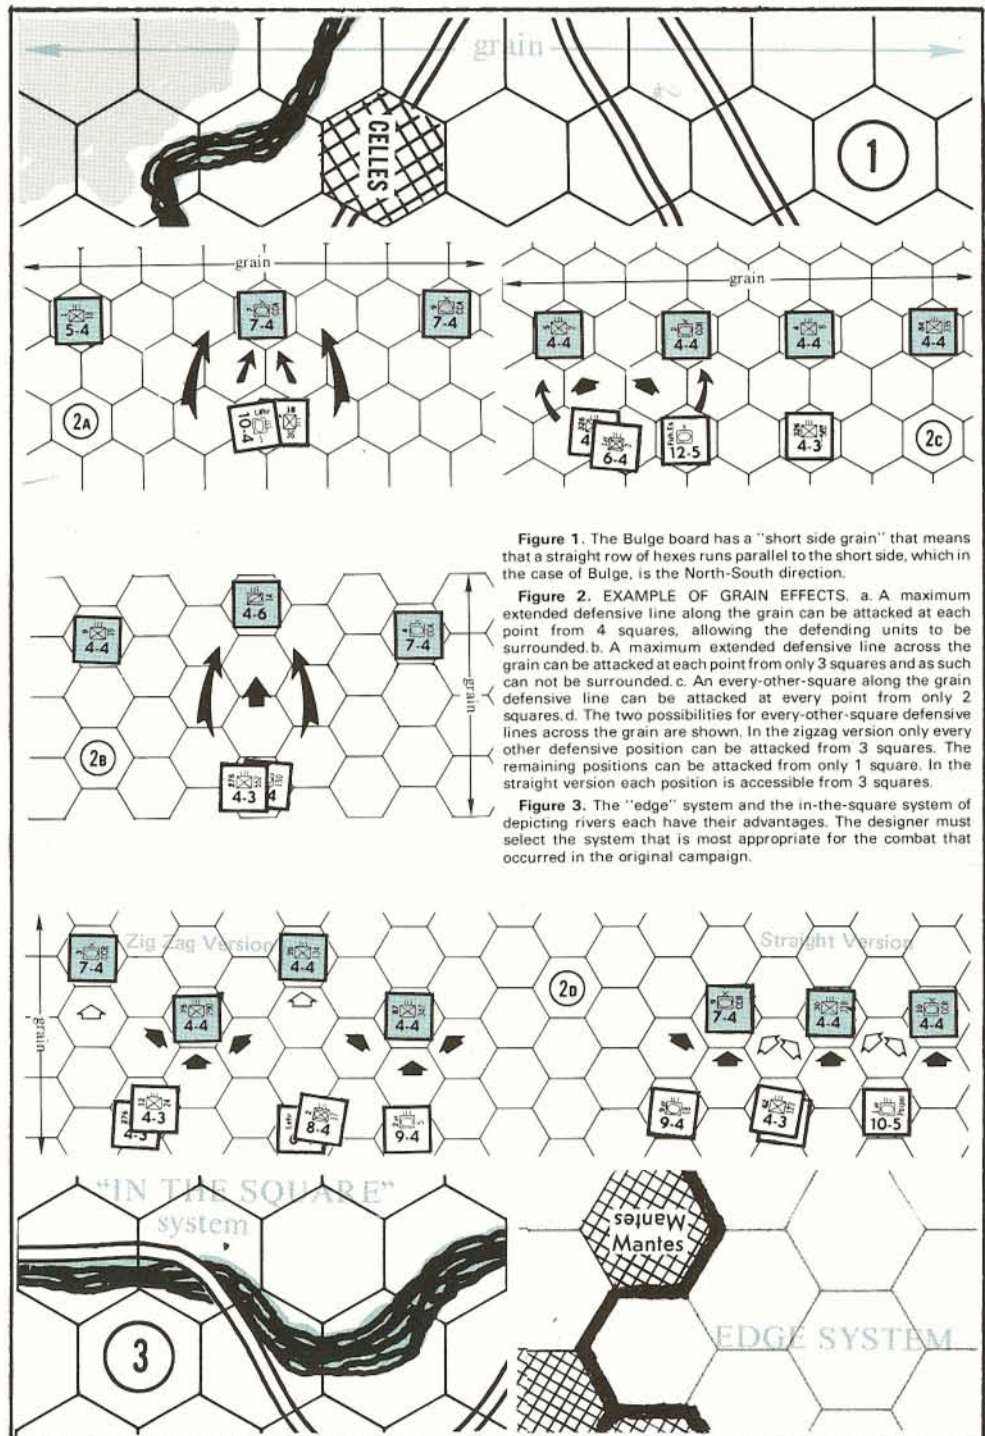 grain
CELLES
1
grain
5-4
7-4
7-4
2A
Lehr
10-4
grain
4-4
4-4
4-4
4-4
326
4
6-4
12-5
326
4-3
2C
4-6
4-4
7-4
grain
2B
276
4-3
4
Figure 1. The Bulge board has a "short side grain" that means
that a straight row of hexes runs parallel to the short side, which in
the case of Bulge, is the North-South direction.
Figure 2. EXAMPLE OF GRAIN EFFECTS. a. A maximum
extended defensive line along the grain can be attacked at each
point from 4 squares, allowing the defending units to be
surrounded. b. A maximum extended defensive line across the
grain can be attacked at each point from only 3 squares and as such
can not be surrounded. c. An every-other-square along the grain
defensive line can be attacked at every point from only 2
squares. d. The two possibilities for every-other-square defensive
lines across the grain are shown. In the zigzag version only every
other defensive position can be attacked from 3 squares. The
remaining positions can be attacked from only 1 square. In the
straight version each position is accessible from 3 squares.
Figure 3. The "edge" system and the in-the-square system of
depicting rivers each have their advantages. The designer must
select the system that is most appropriate for the combat that
occurred in the original campaign.
Zig Zag Version
Straight Version
grain
7-4
4-4
4-4
4-4
2D
7-4
4-4
4-4
276
4-3
4-3
Lehr
8-4
9-4
9-4
4-3
10-5
"IN THE SQUARE"
system
3
Mantes
Mantes
EDGE SYSTEM